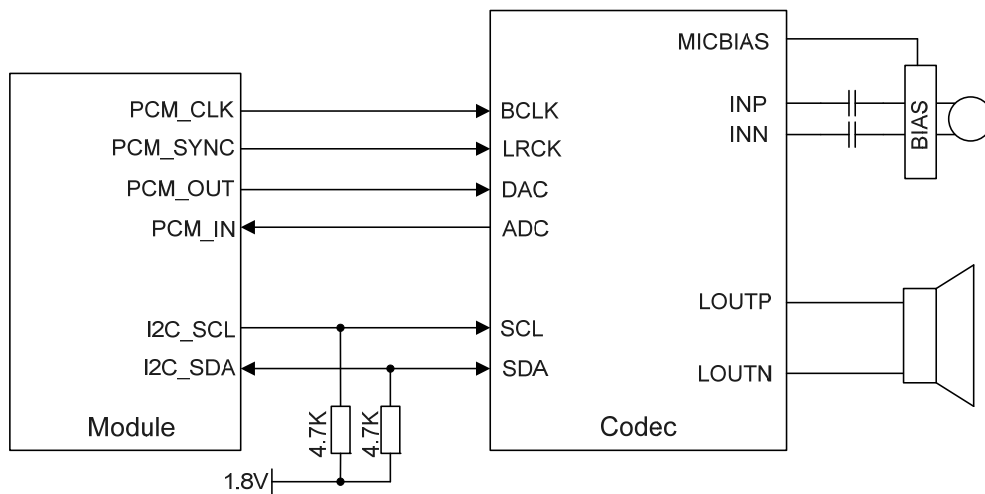 MICBIAS
PCM_CLK
BCLK
INP
PCM_SYNC
LRCK
INN
BIAS
PCM_OUT
DAC
PCM_IN
ADC
LOUTP
I2C_SCL
SCL
I2C_SDA
SDA
LOUTN
Module
4.7K
4.7K
Codec
1.8V